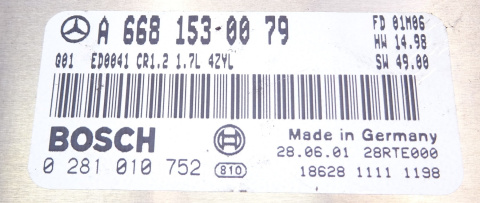 A 668 153-00 79 FD 01M06
HW 14.98
Q01 ED0041 CR1.2 1.7L 4ZYL SW 49.00
BOSCH Made in Germany
28.06.01 28RTE000
0 281 010 752 810 18628 1111 1198